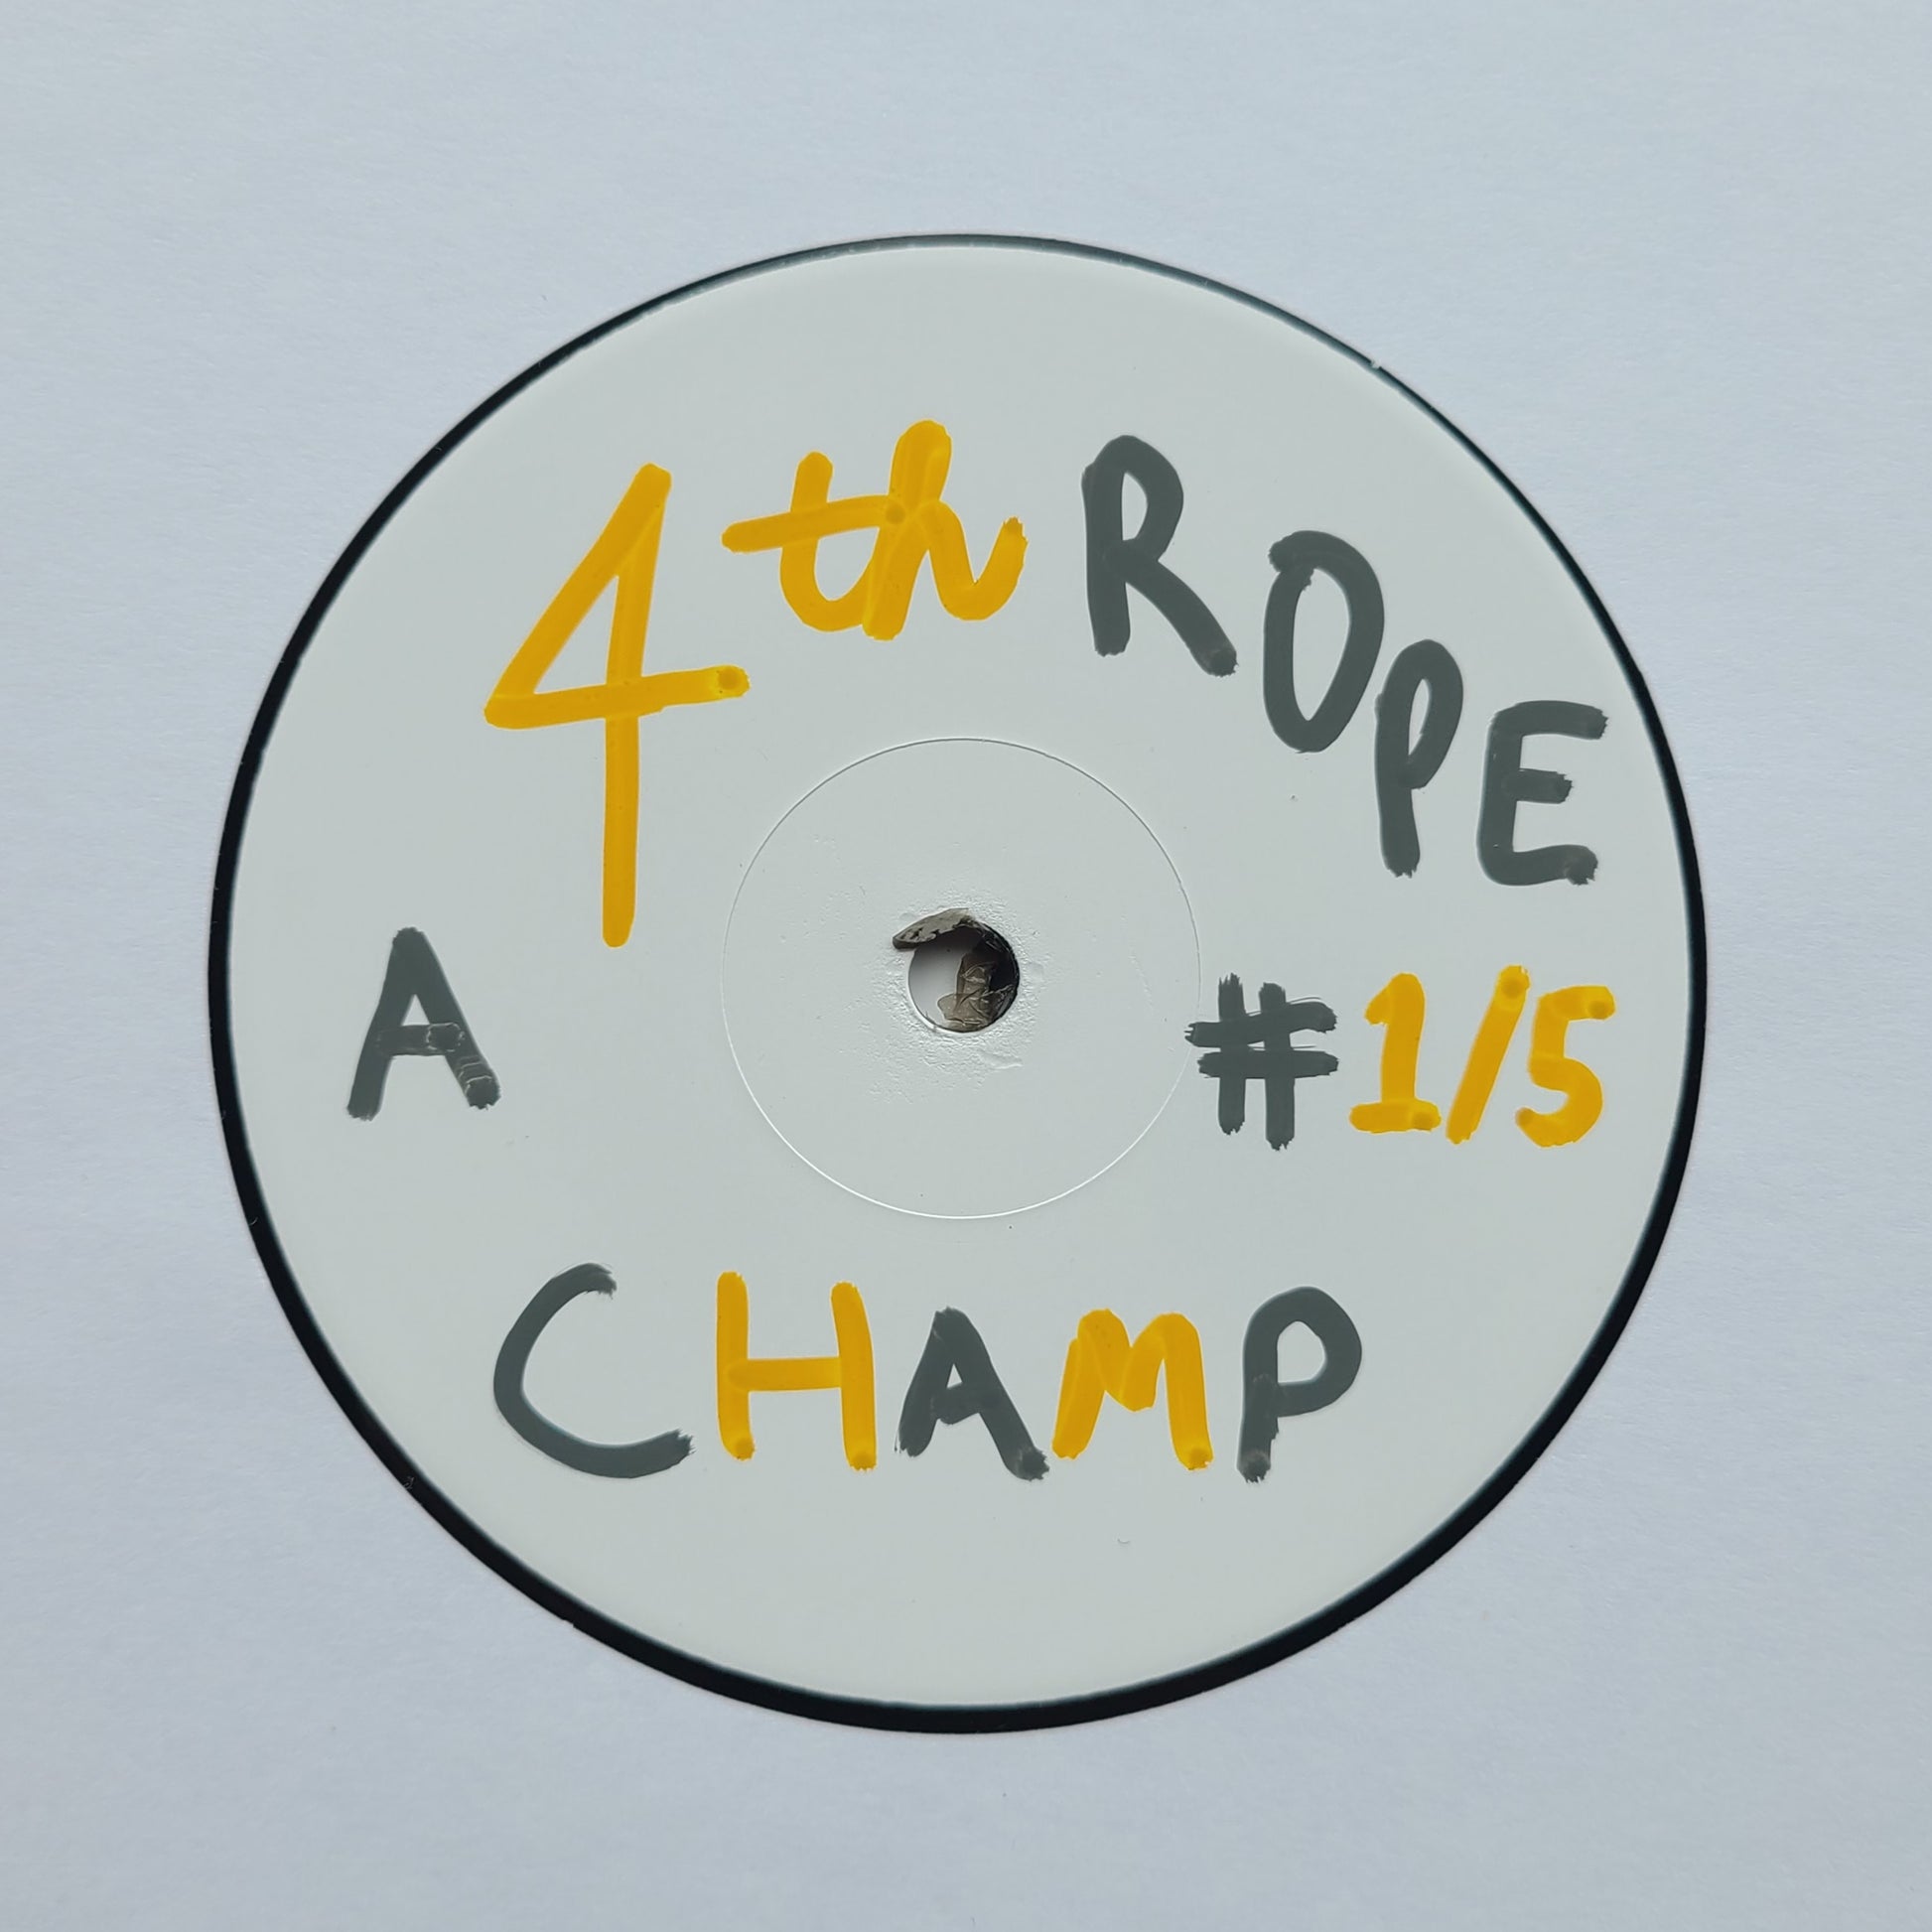 4th ROPE
A
#1/5
CHAMP